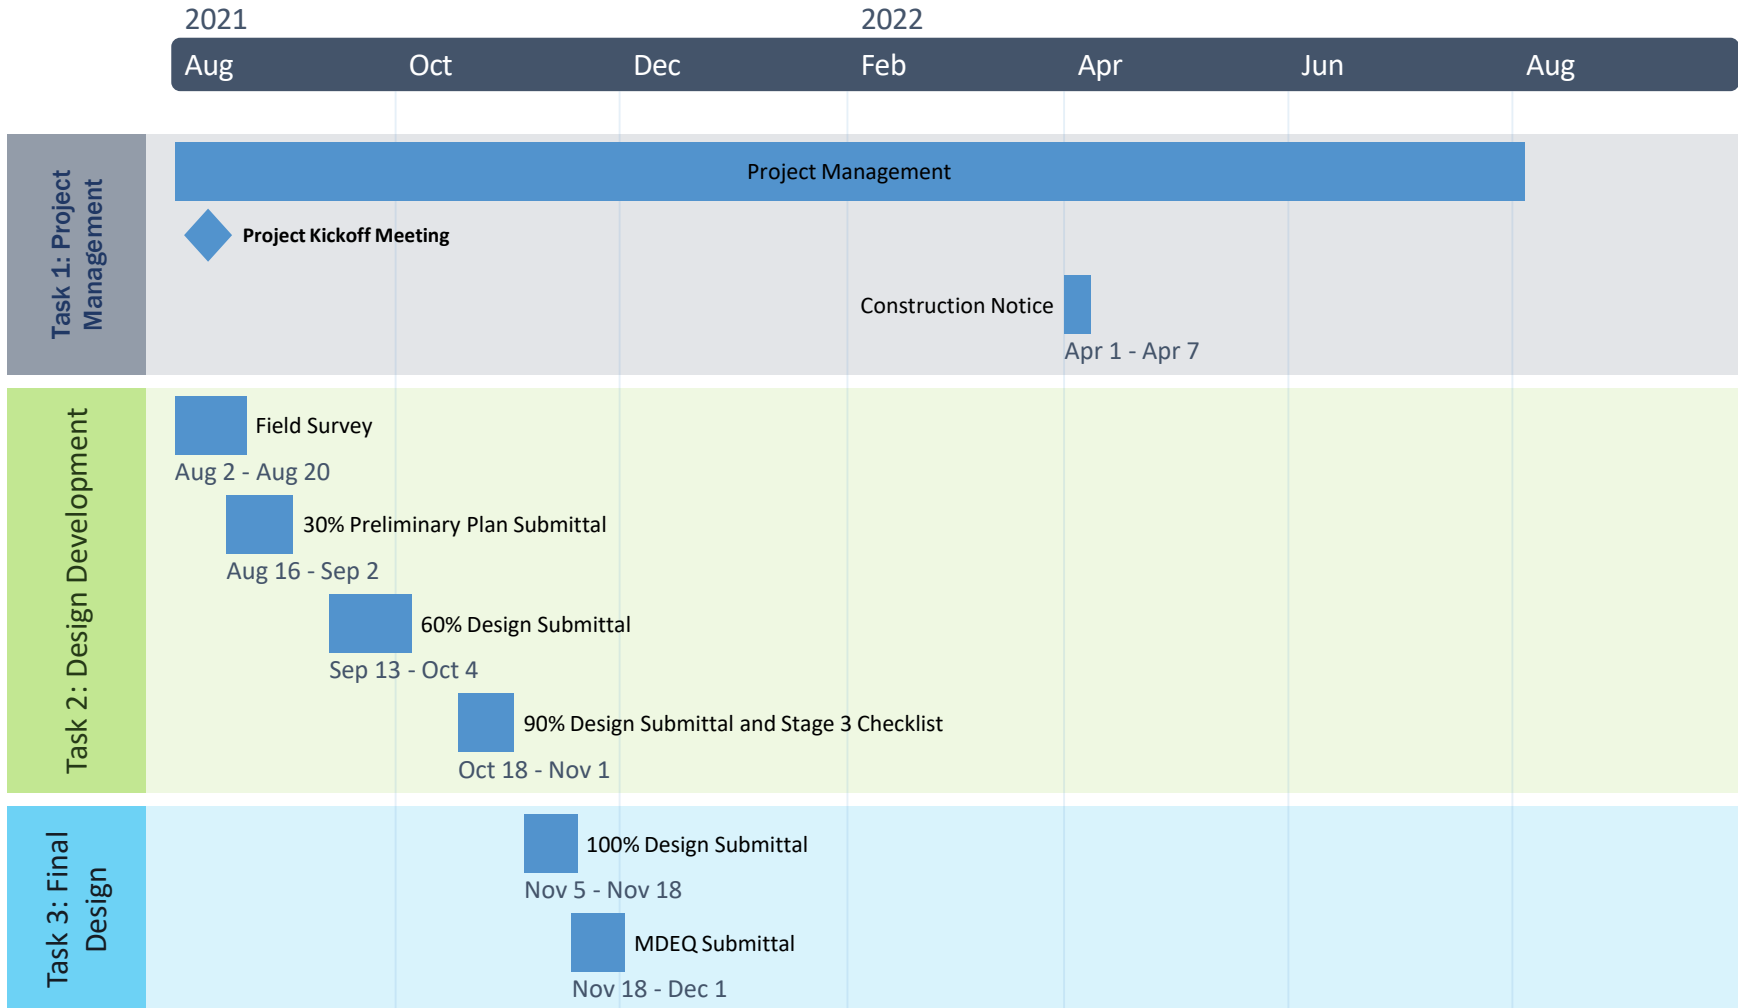 2021 2022
Aug Oct Dec Feb Apr Jun Aug
Task 1: Project
Management
Project Management
Project Kickoff Meeting
Construction Notice
Apr 1 - Apr 7
Task 2: Design Development
Field Survey
Aug 2 - Aug 20
30% Preliminary Plan Submittal
Aug 16 - Sep 2
60% Design Submittal
Sep 13 - Oct 4
90% Design Submittal and Stage 3 Checklist
Oct 18 - Nov 1
Task 3: Final
Design
100% Design Submittal
Nov 5 - Nov 18
MDEQ Submittal
Nov 18 - Dec 1